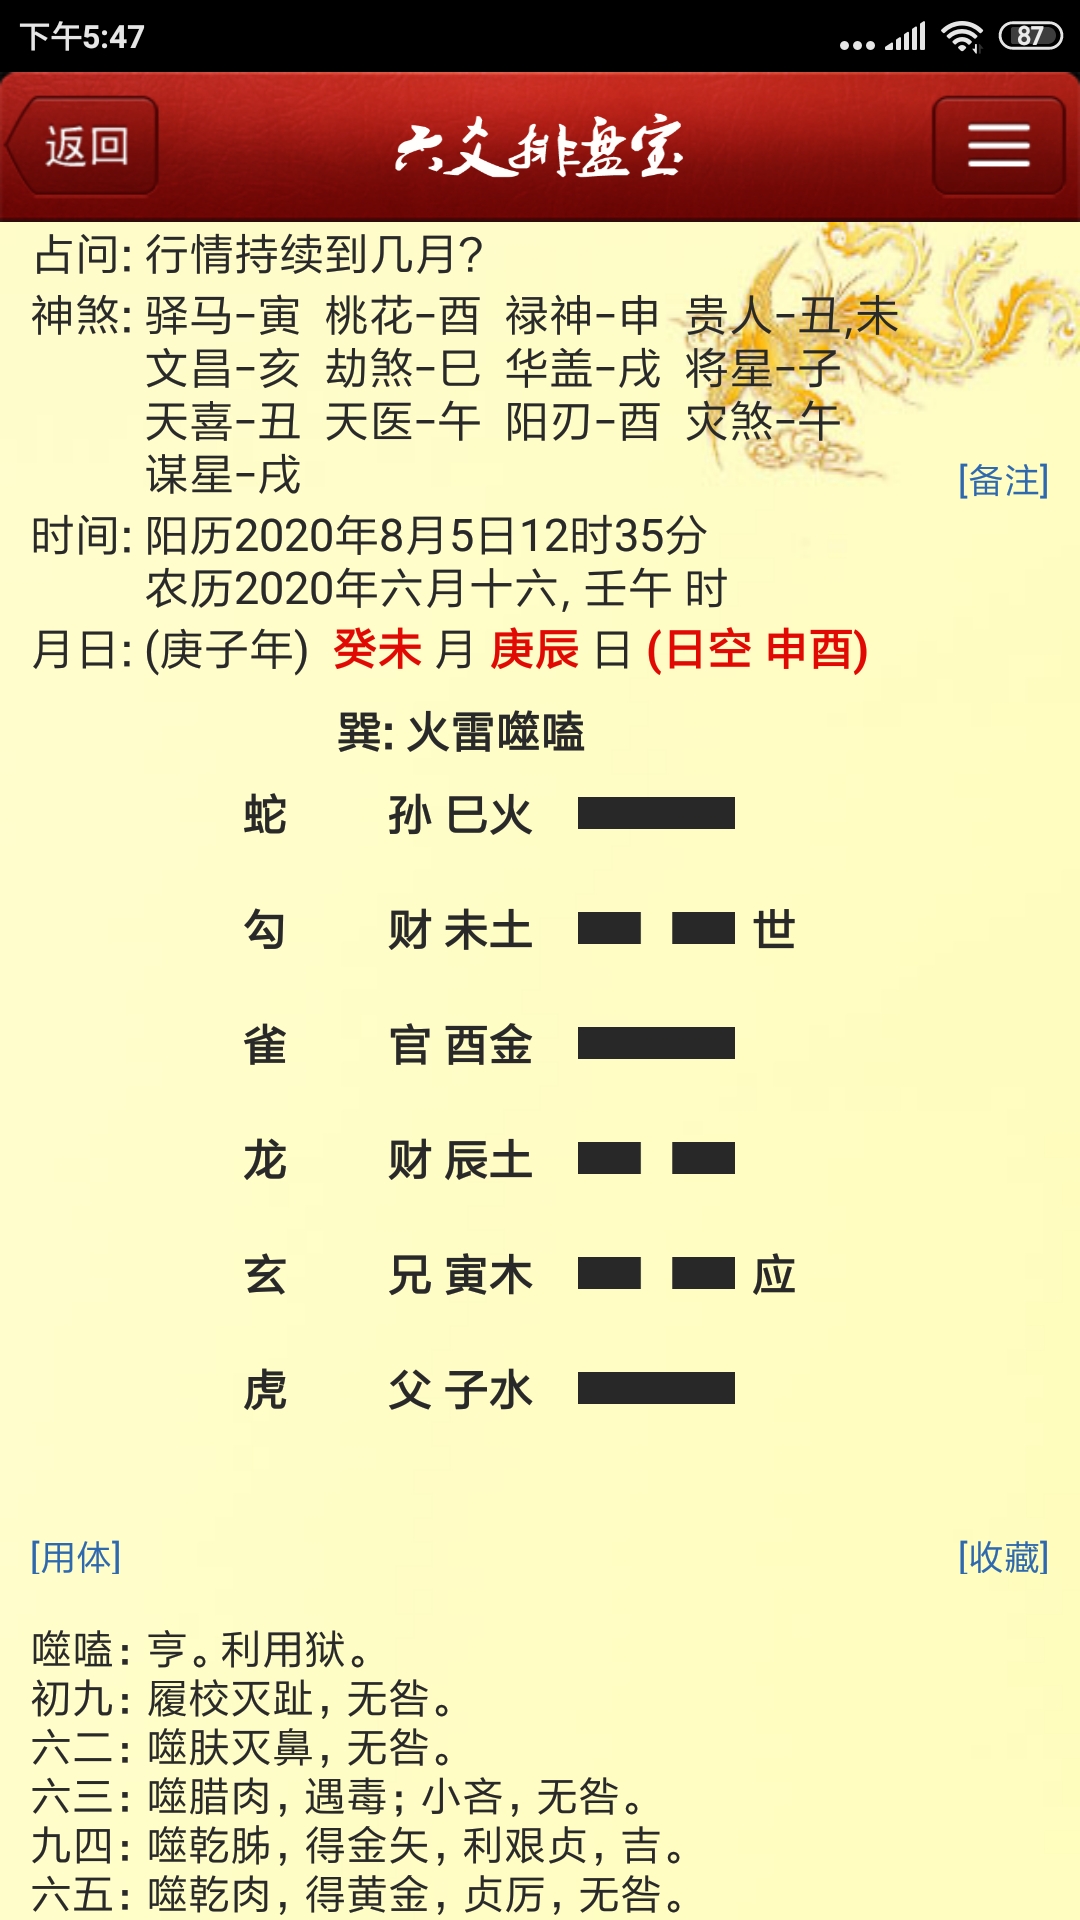 下午5:47 87
返回 六爻排盘宝
占问: 行情持续到几月?
神煞: 驿马-寅 桃花-酉 禄神-申 贵人-丑,未
文昌-亥 劫煞-巳 华盖-戌 将星-子
天喜-丑 天医-午 阳刃-酉 灾煞-午
谋星-戌 [备注]
时间: 阳历2020年8月5日12时35分
农历2020年六月十六, 壬午 时
月日: (庚子年) 癸未 月 庚辰 日 (日空 申酉)
巽: 火雷噬嗑
蛇 孙 巳火
勾 财 未土 世
雀 官 酉金
龙 财 辰土
玄 兄 寅木 应
虎 父 子水
[用体] [收藏]
噬嗑: 亨。利用狱。
初九: 履校灭趾, 无咎。
六二: 噬肤灭鼻, 无咎。
六三: 噬腊肉, 遇毒; 小吝, 无咎。
九四: 噬乾胏, 得金矢, 利艰贞, 吉。
六五: 噬乾肉, 得黄金, 贞厉, 无咎。